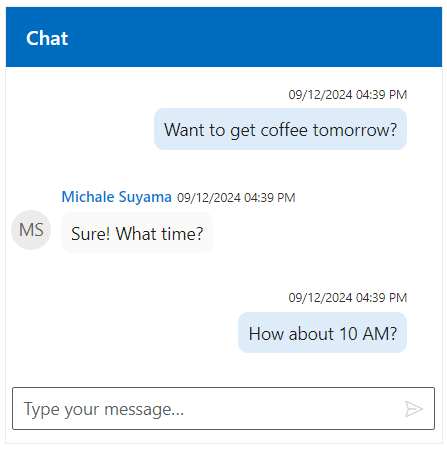 Chat
09/12/2024 04:39 PM
Want to get coffee tomorrow?
Michale Suyama 09/12/2024 04:39 PM
MS
Sure! What time?
09/12/2024 04:39 PM
How about 10 AM?
Type your message...